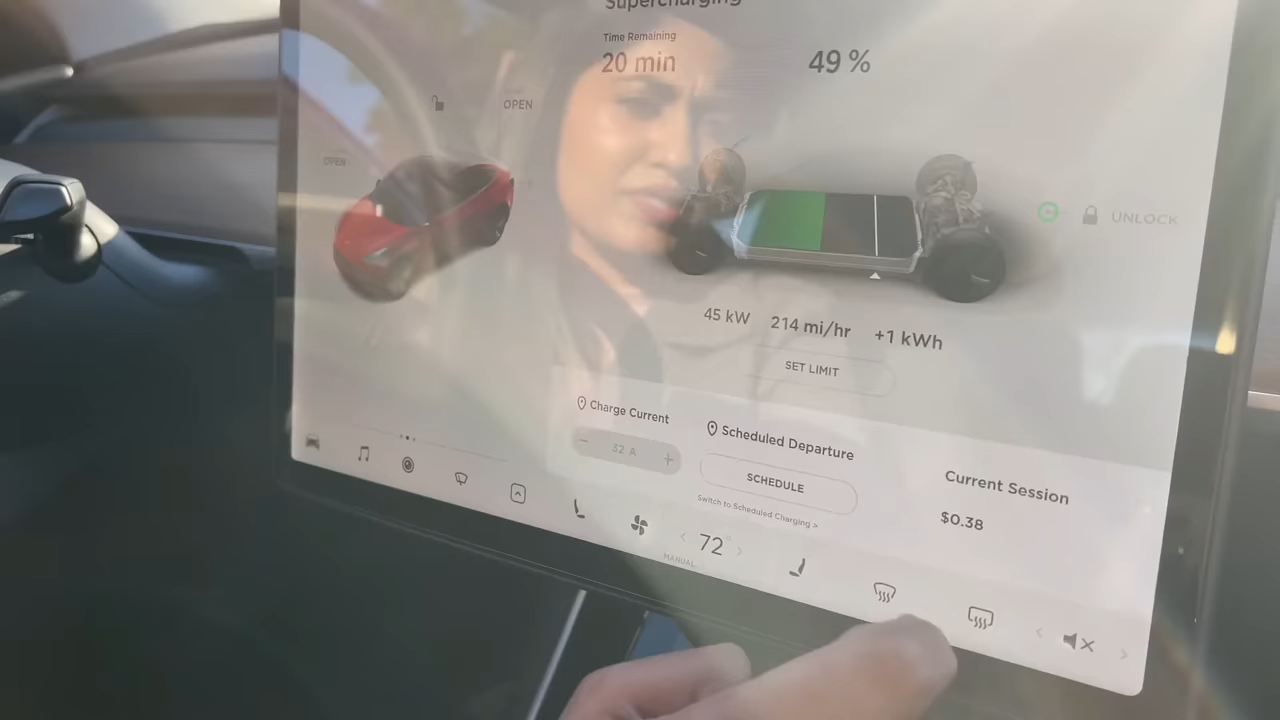 Supercharging
Time Remaining
20 min
49 %
OPEN
OPEN
UNLOCK
45 kW 214 mi/hr +1 kWh
SET LIMIT
Charge Current
− 32 A +
Scheduled Departure
SCHEDULE
Switch to Scheduled Charging >
Current Session
$0.38
72°
MANUAL